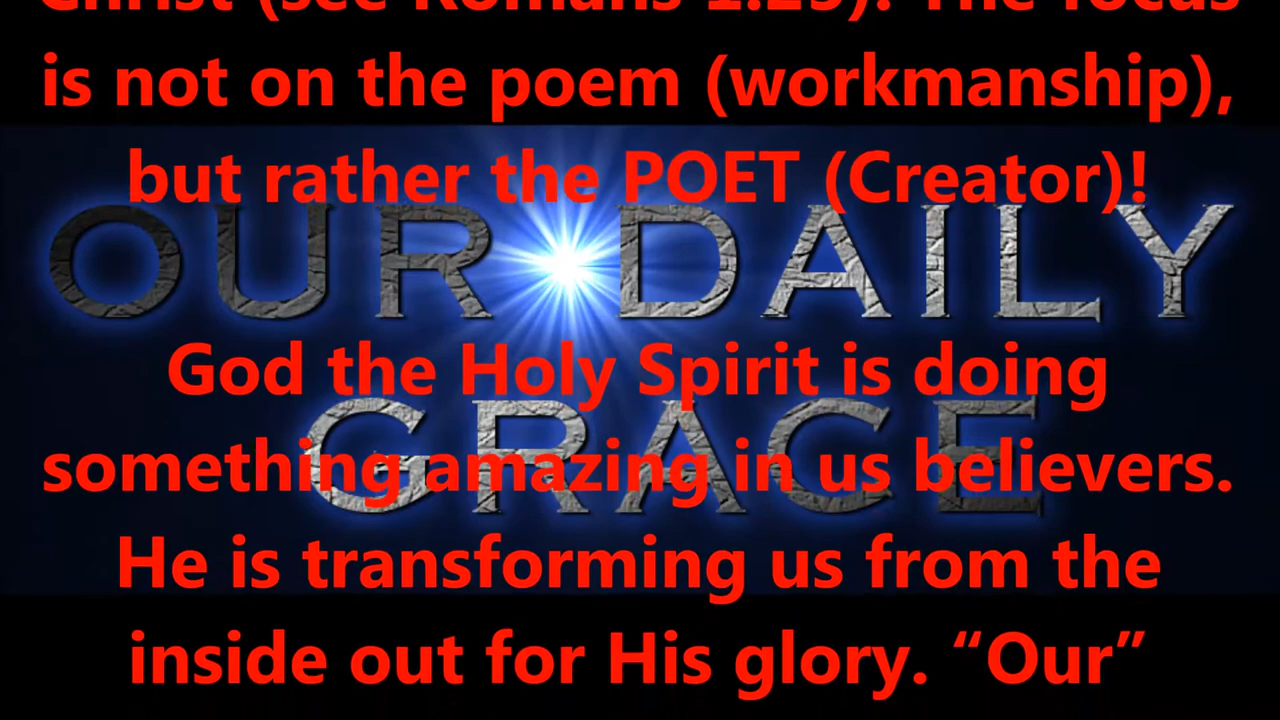 Christ (see Romans 1:25)! The focus
is not on the poem (workmanship),
but rather the POET (Creator)!
OUR DAILY
God the Holy Spirit is doing
GRACE
something amazing in us believers.
He is transforming us from the
inside out for His glory. “Our”